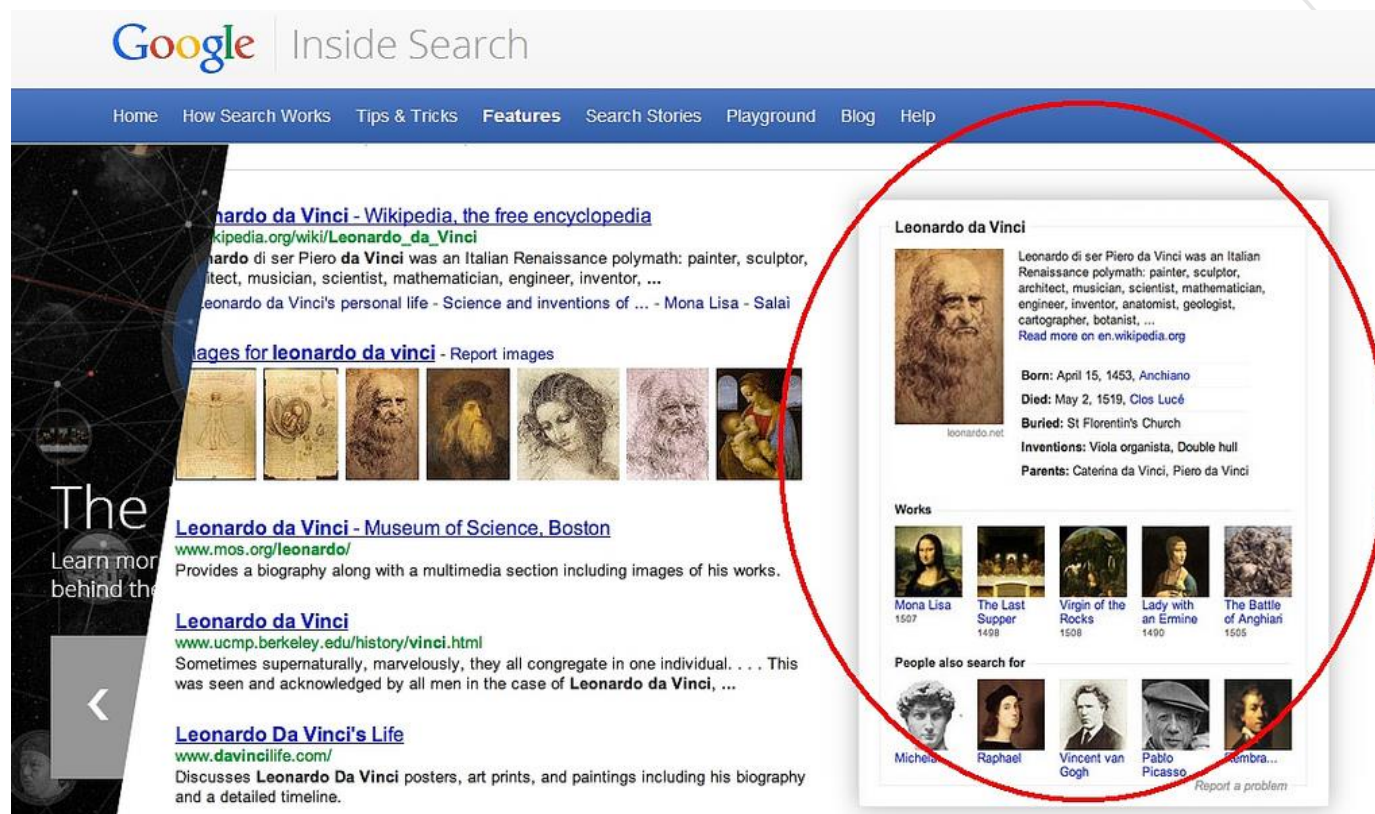 Google Inside Search
Home How Search Works Tips & Tricks Features Search Stories Playground Blog Help
The
Learn mor
behind the
nardo da Vinci - Wikipedia, the free encyclopedia
kipedia.org/wiki/Leonardo_da_Vinci
nardo di ser Piero da Vinci was an Italian Renaissance polymath: painter, sculptor,
itect, musician, scientist, mathematician, engineer, inventor, ...
Leonardo da Vinci's personal life - Science and inventions of ... - Mona Lisa - Salaì
ages for leonardo da vinci - Report images
Leonardo da Vinci - Museum of Science, Boston
www.mos.org/leonardo/
Provides a biography along with a multimedia section including images of his works.
Leonardo da Vinci
www.ucmp.berkeley.edu/history/vinci.html
Sometimes supernaturally, marvelously, they all congregate in one individual. . . . This
was seen and acknowledged by all men in the case of Leonardo da Vinci, ...
Leonardo Da Vinci's Life
www.davincilife.com/
Discusses Leonardo Da Vinci posters, art prints, and paintings including his biography
and a detailed timeline.
Leonardo da Vinci
Leonardo di ser Piero da Vinci was an Italian
Renaissance polymath: painter, sculptor,
architect, musician, scientist, mathematician,
engineer, inventor, anatomist, geologist,
cartographer, botanist, ...
Read more on en.wikipedia.org
leonardo.net
Born: April 15, 1453, Anchiano
Died: May 2, 1519, Clos Lucé
Buried: St Florentin's Church
Inventions: Viola organista, Double hull
Parents: Caterina da Vinci, Piero da Vinci
Works
Mona Lisa
1507
The Last
Supper
1498
Virgin of the
Rocks
1508
Lady with
an Ermine
1490
The Battle
of Anghiari
1505
People also search for
Michela
Raphael
Vincent van
Gogh
Pablo
Picasso
Rembra...
Report a problem